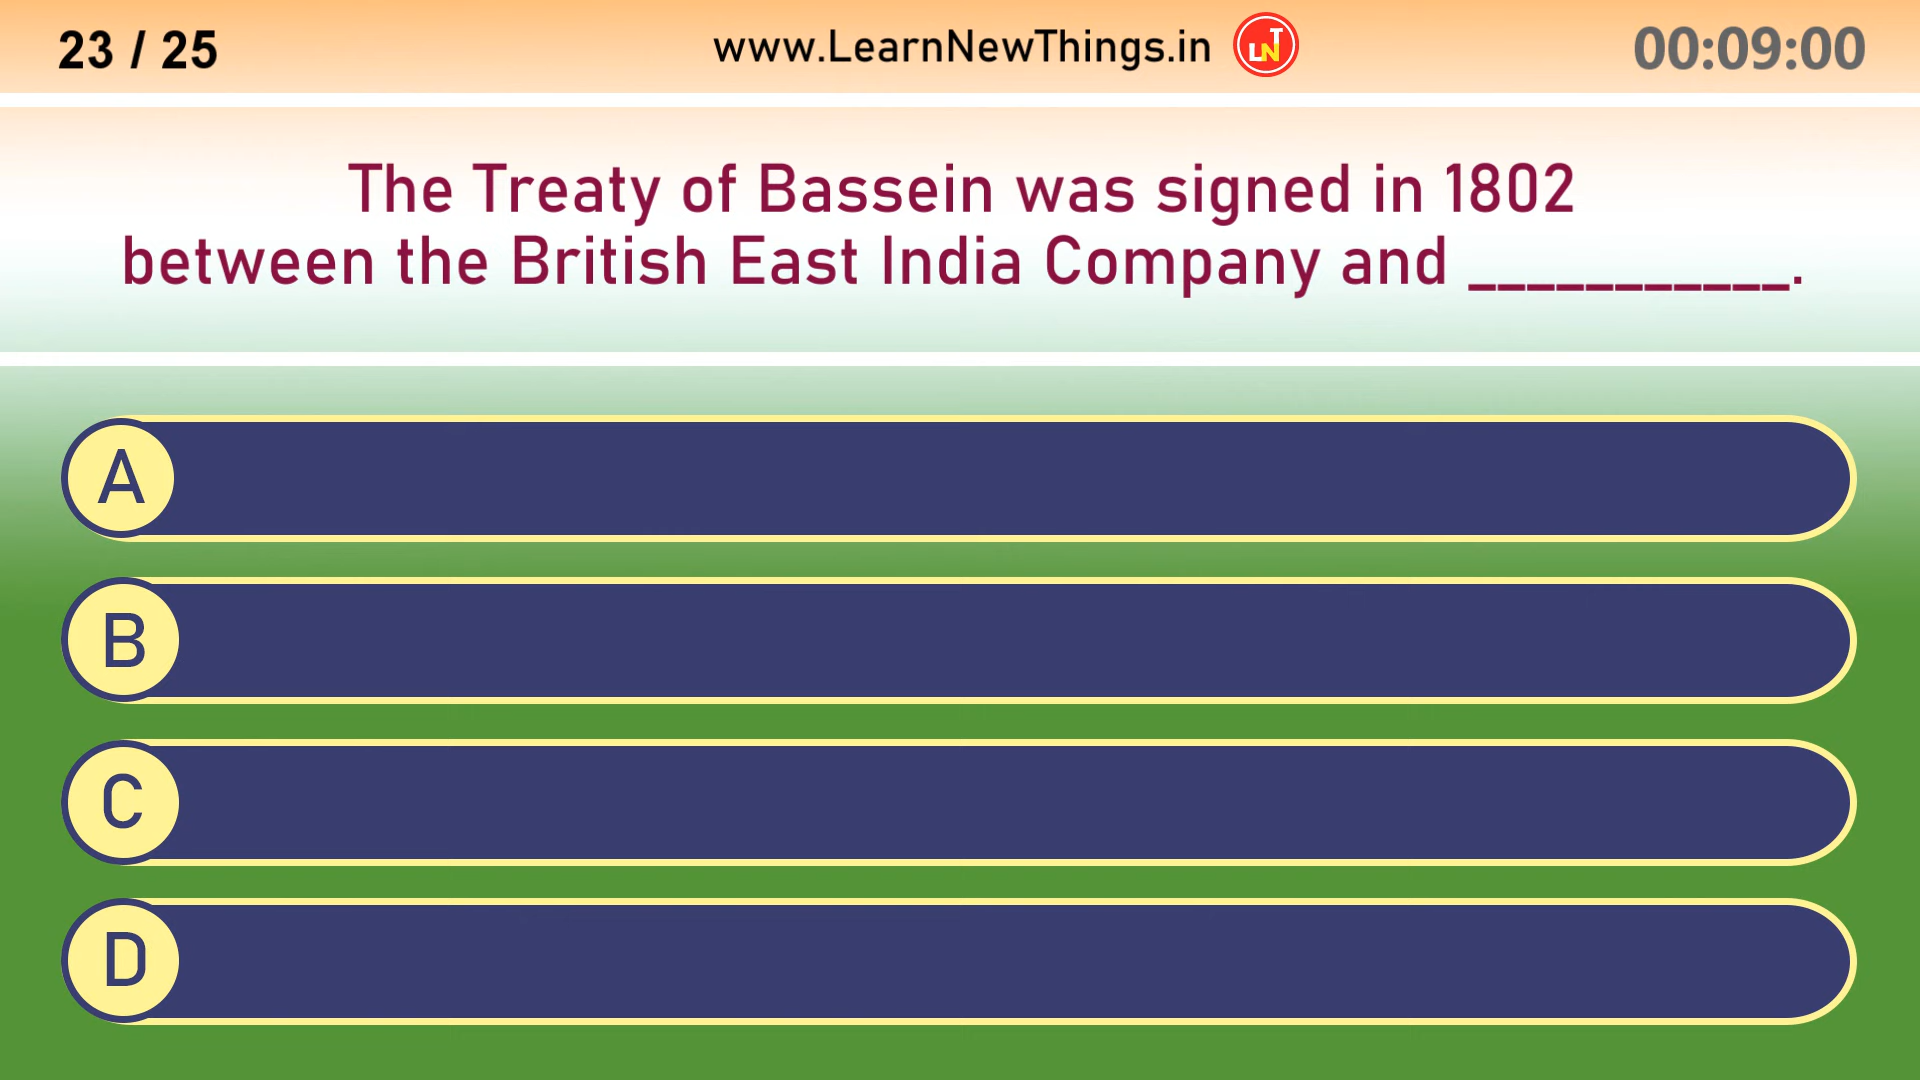 23 / 25
www.LearnNewThings.in
LNT
00:09:00
The Treaty of Bassein was signed in 1802
between the British East India Company and ___________.
A
B
C
D